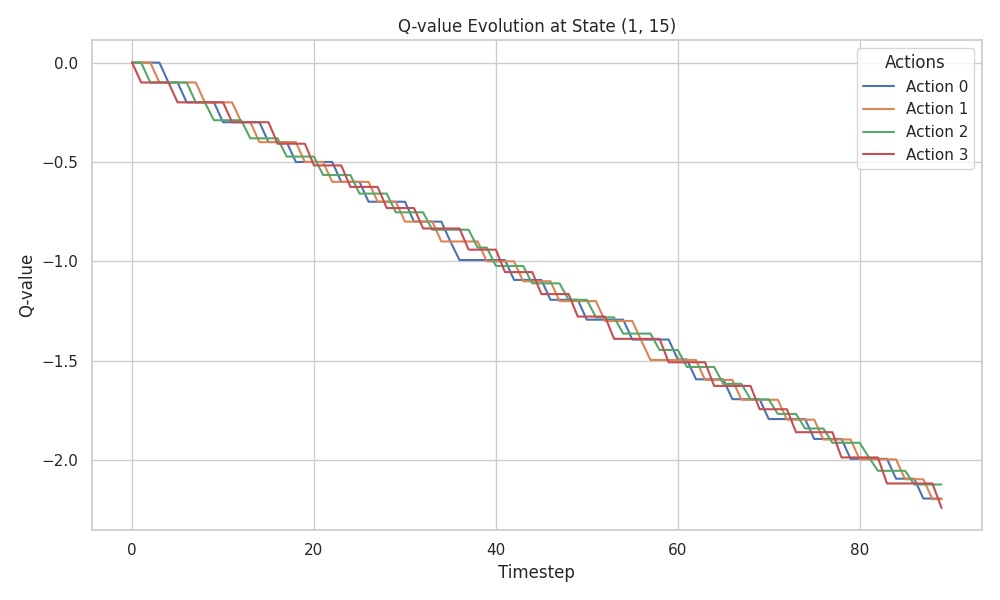 Q-value Evolution at State (1, 15)
Actions
Action 0
Action 1
Action 2
Action 3
Q-value
0.0
−0.5
−1.0
−1.5
−2.0
0
20
40
60
80
Timestep